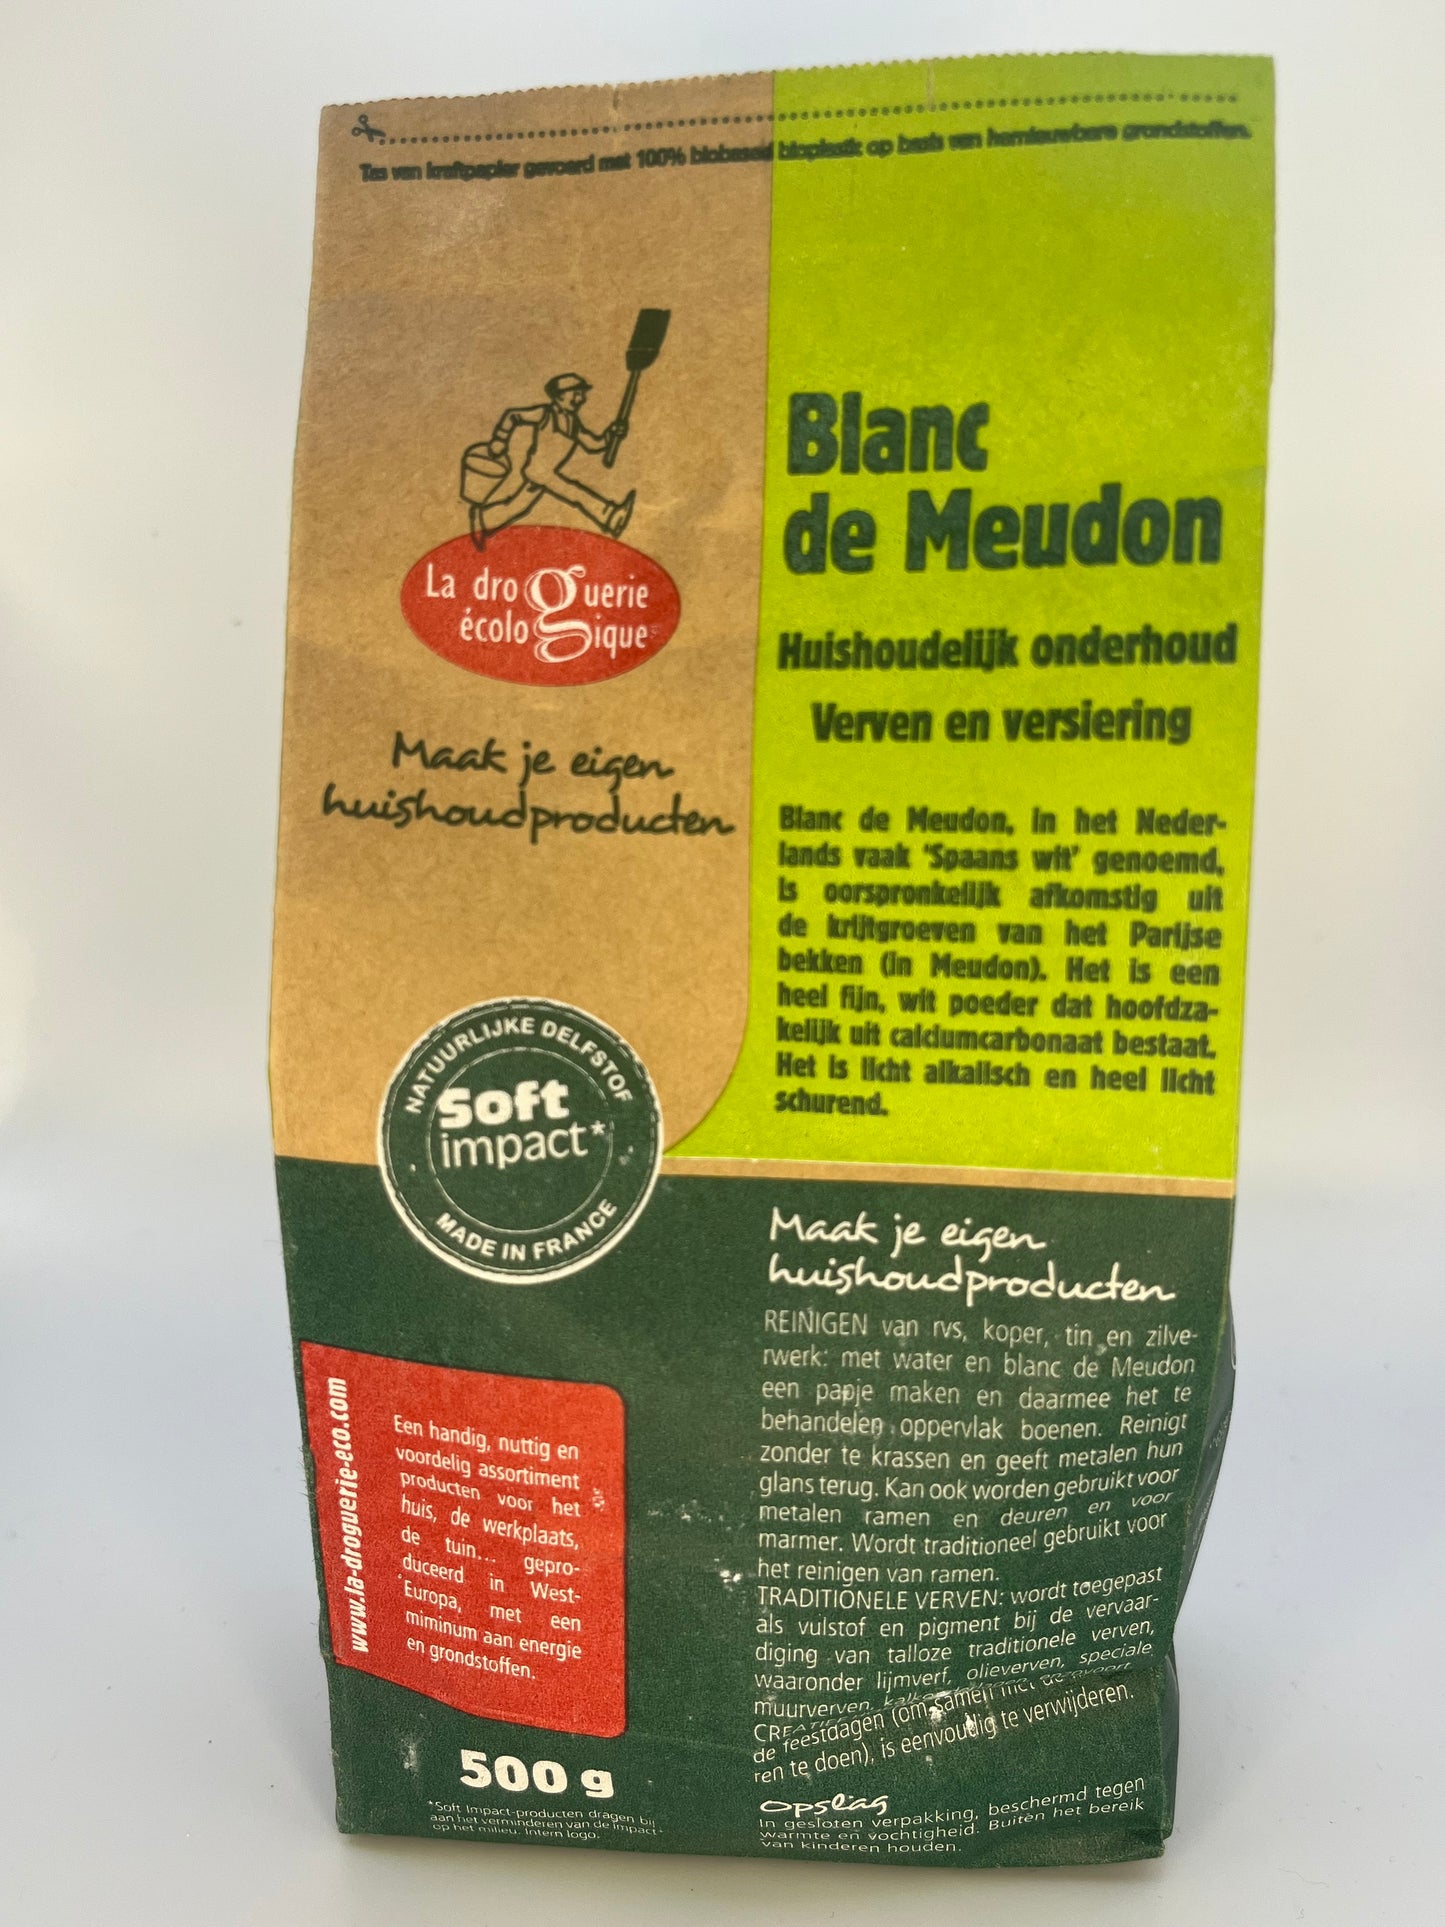 Tas van kraftpapier gevoerd met 100% biobased bioplastic op basis van hernieuwbare grondstoffen.
La droguerie
écologique
Maak je eigen
huishoudproducten
Blanc
de Meudon
Huishoudelijk onderhoud
Verven en versiering
Blanc de Meudon, in het Neder-
lands vaak 'Spaans wit' genoemd,
is oorspronkelijk afkomstig uit
de krijtgroeven van het Parijse
bekken (in Meudon). Het is een
heel fijn, wit poeder dat hoofdza-
kelijk uit calciumcarbonaat bestaat.
Het is licht alkalisch en heel licht
schurend.
NATUURLIJKE DELFSTOF
Soft
impact*
MADE IN FRANCE
Maak je eigen
huishoudproducten
REINIGEN van rvs, koper, tin en zilve-
rwerk: met water en blanc de Meudon
een papje maken en daarmee het te
behandelen oppervlak boenen. Reinigt
zonder te krassen en geeft metalen hun
glans terug. Kan ook worden gebruikt voor
metalen ramen en deuren en voor
marmer. Wordt traditioneel gebruikt voor
het reinigen van ramen.
TRADITIONELE VERVEN: wordt toegepast
als vulstof en pigment bij de vervaar-
diging van talloze traditionele verven,
waaronder lijmverf, olieverven, speciale
muurverven,
de feestdagen (om samen met de
ren te doen), is eenvoudig te verwijderen.
opslag
In gesloten verpakking, beschermd tegen
warmte en vochtigheid. Buiten het bereik
van kinderen houden.
www.la-droguerie-eco.com
Een handig, nuttig en
voordelig assortiment
producten voor het
huis, de werkplaats,
de tuin... gepro-
duceerd in West-
Europa, met een
miminum aan energie
en grondstoffen.
500 g
*Soft Impact-producten dragen bij
aan het verminderen van de impact
op het milieu. Intern logo.